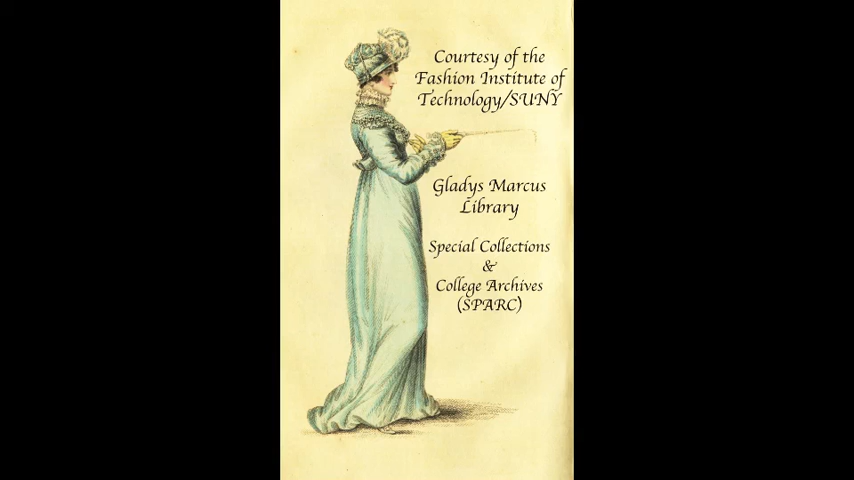 Courtesy of the
Fashion Institute of
Technology/SUNY
Gladys Marcus
Library
Special Collections
&
College Archives
(SPARC)